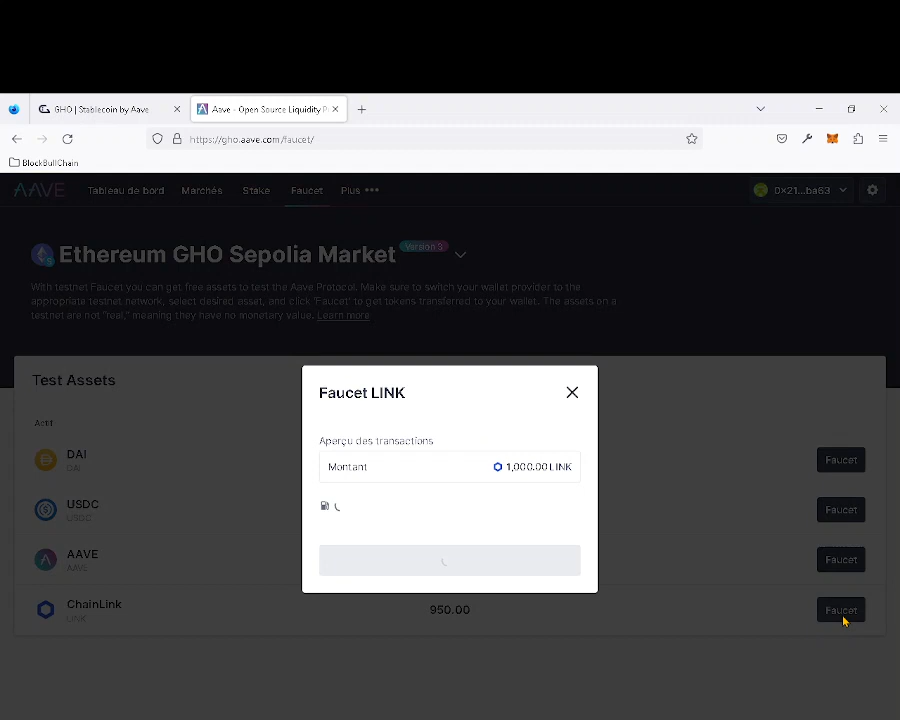 GHO | Stablecoin by Aave
Aave - Open Source Liquidity P
https://gho.aave.com/faucet/
BlockBullChain
AAVE
Tableau de bord
Marchés
Stake
Faucet
Plus
0x21...ba63
Ethereum GHO Sepolia Market
Version 3
With testnet Faucet you can get free assets to test the Aave Protocol. Make sure to switch your wallet provider to the
appropriate testnet network, select desired asset, and click 'Faucet' to get tokens transferred to your wallet. The assets on a
testnet are not "real," meaning they have no monetary value. Learn more
Test Assets
Actif
DAI
DAI
Faucet
USDC
USDC
Faucet
AAVE
AAVE
Faucet
ChainLink
LINK
950.00
Faucet
Faucet LINK
Aperçu des transactions
Montant
1,000.00 LINK